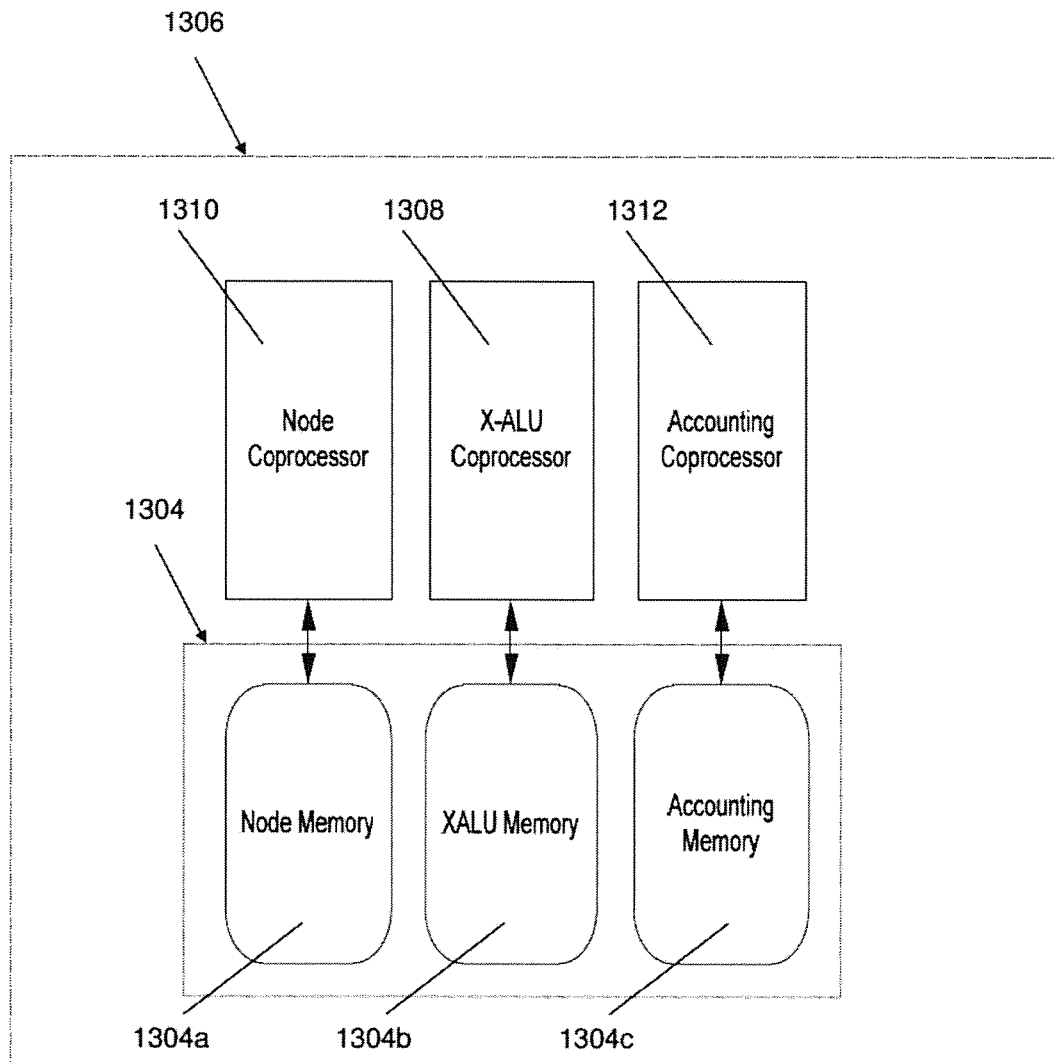 1306
1310
1308
1312
Node
Coprocessor
X-ALU
Coprocessor
Accounting
Coprocessor
1304
Node Memory
XALU Memory
Accounting
Memory
1304a
1304b
1304c